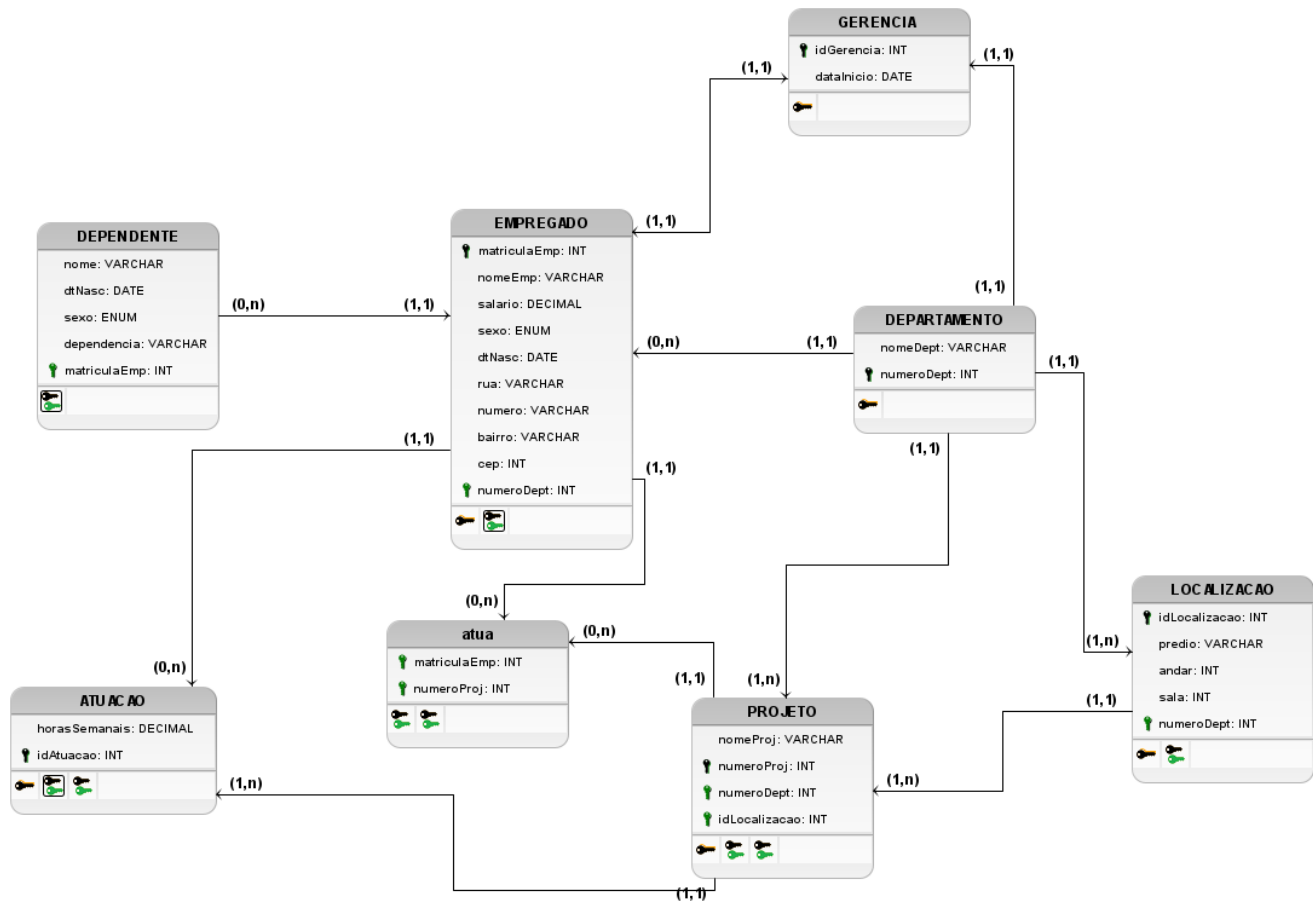 GERENCIA
idGerencia: INT
dataInicio: DATE
(1,1)
(1,1)
(1,1)
(1,1)
DEPENDENTE
nome: VARCHAR
dtNasc: DATE
sexo: ENUM
dependencia: VARCHAR
matriculaEmp: INT
(0,n)
(1,1)
EMPREGADO
matriculaEmp: INT
nomeEmp: VARCHAR
salario: DECIMAL
sexo: ENUM
dtNasc: DATE
rua: VARCHAR
numero: VARCHAR
bairro: VARCHAR
cep: INT
numeroDept: INT
(0,n)
(1,1)
DEPARTAMENTO
nomeDept: VARCHAR
numeroDept: INT
(1,1)
(1,1)
(1,1)
(1,1)
(0,n)
atua
matriculaEmp: INT
numeroProj: INT
(0,n)
(1,1)
(1,n)
(0,n)
ATUACAO
horasSemanais: DECIMAL
idAtuacao: INT
(1,n)
(1,1)
PROJETO
nomeProj: VARCHAR
numeroProj: INT
numeroDept: INT
idLocalizacao: INT
(1,n)
(1,1)
(1,n)
LOCALIZACAO
idLocalizacao: INT
predio: VARCHAR
andar: INT
sala: INT
numeroDept: INT